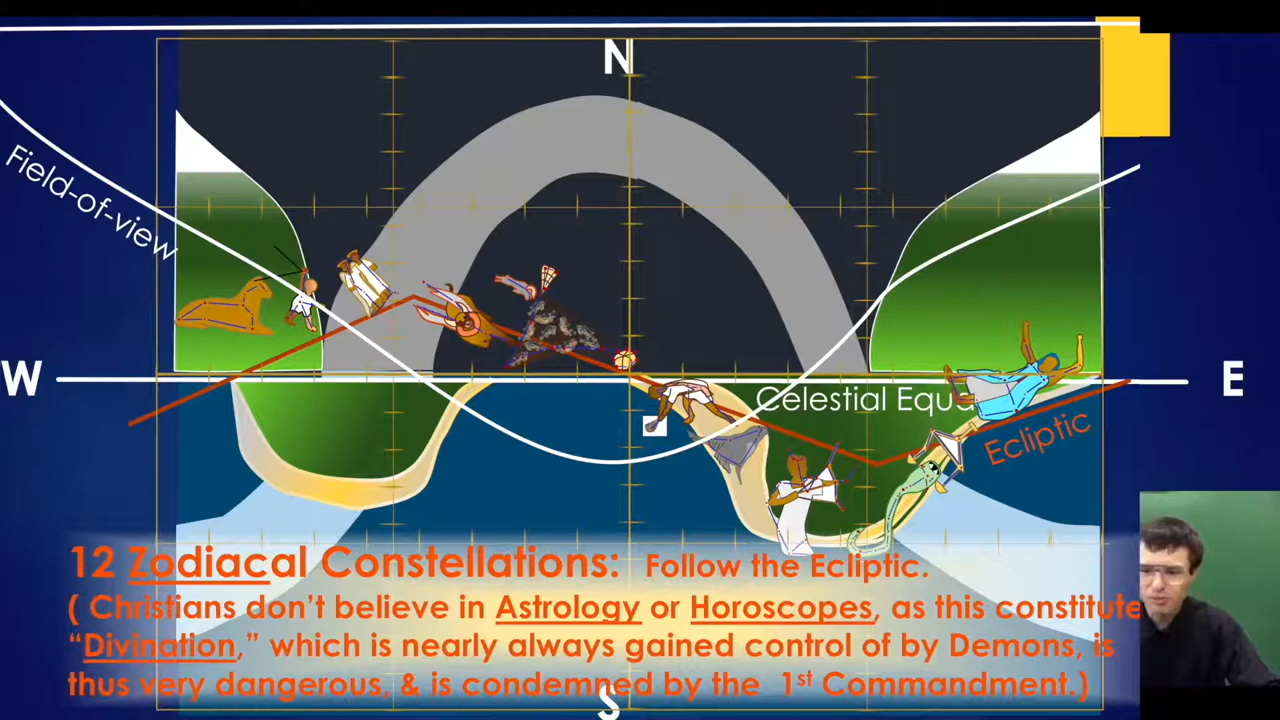 N
Field-of-view
W
E
Celestial Equa
Ecliptic
12 Zodiacal Constellations: Follow the Ecliptic.
( Christians don’t believe in Astrology or Horoscopes, as this constitute
“Divination,” which is nearly always gained control of by Demons, is
thus very dangerous, & is condemned by the 1st Commandment.)
S